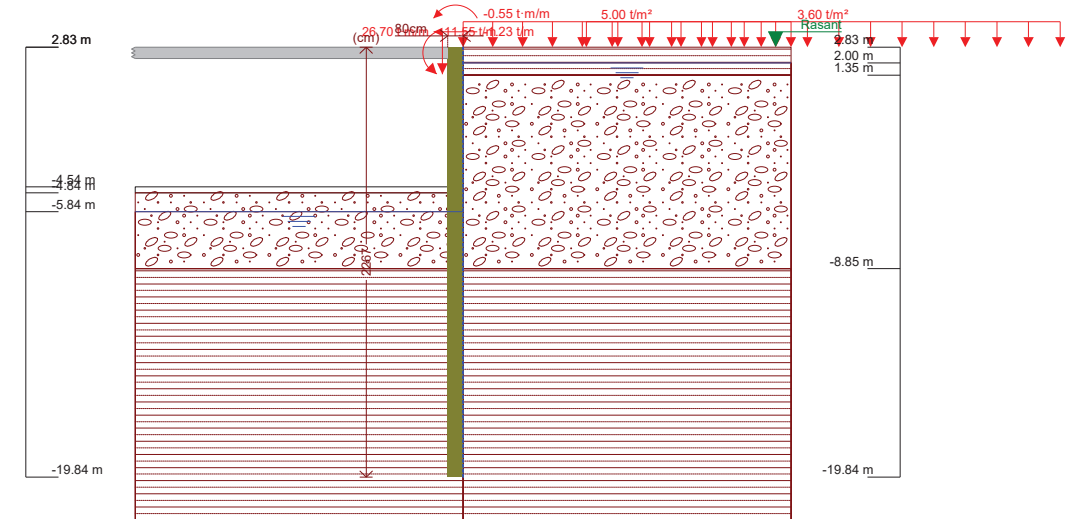 -0.55 t·m/m
5.00 t/m²
3.60 t/m²
80cm
Rasant
(cm)
2.83 m
2.83 m
2.00 m
1.35 m
-4.54 m
-4.84 m
-5.84 m
2267
-8.85 m
-19.84 m
-19.84 m